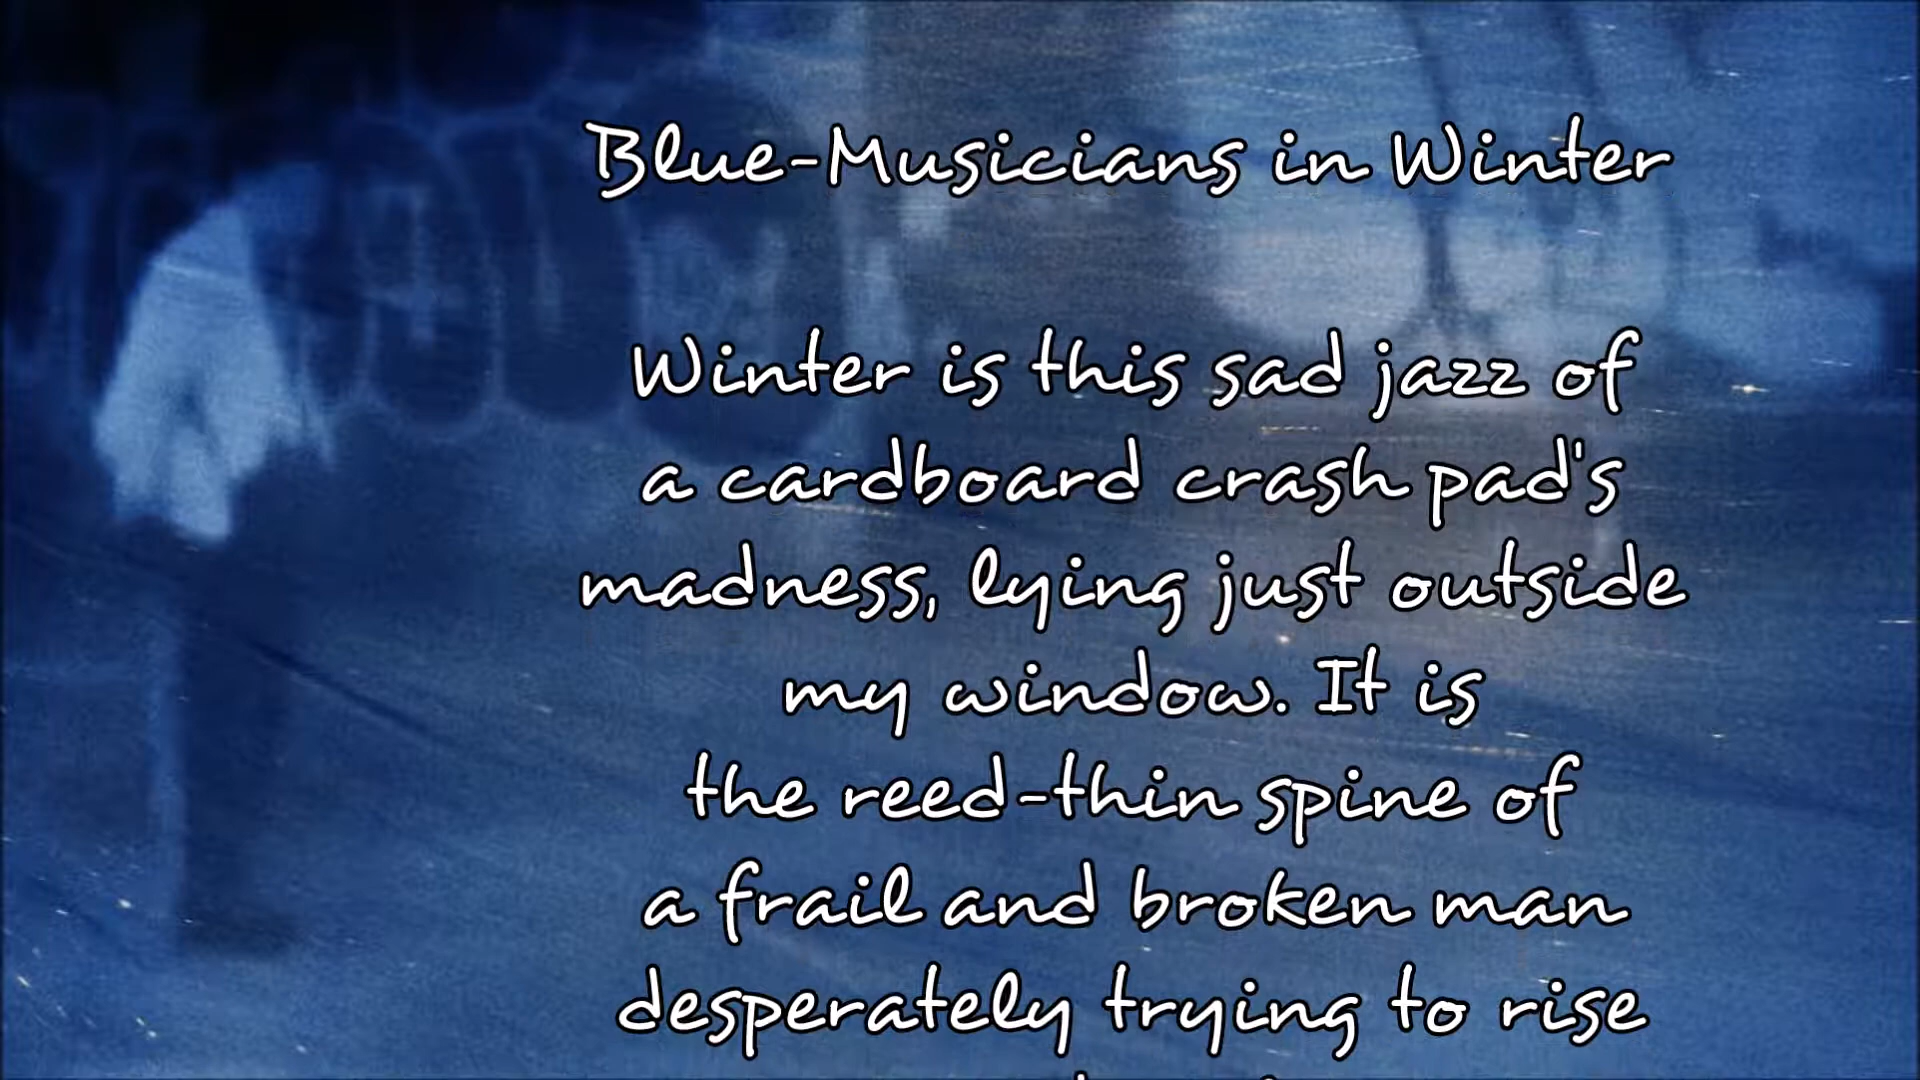 Blue-Musicians in Winter
Winter is this sad jazz of
a cardboard crash pad's
madness, lying just outside
my window. It is
the reed-thin spine of
a frail and broken man
desperately trying to rise